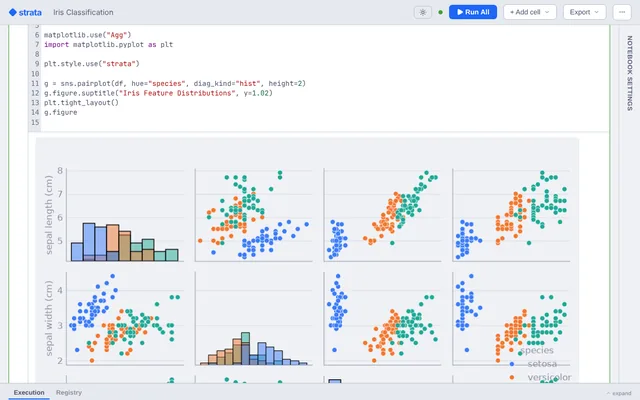 strata Iris Classification Run All + Add cell Export ...
NOTEBOOK SETTINGS
6 matplotlib.use("Agg")
7 import matplotlib.pyplot as plt
8
9 plt.style.use("strata")
10
11 g = sns.pairplot(df, hue="species", diag_kind="hist", height=2)
12 g.figure.suptitle("Iris Feature Distributions", y=1.02)
13 plt.tight_layout()
14 g.figure
15
sepal length (cm)
8
7
6
5
sepal width (cm)
4
3
2
species
setosa
versicolor
Execution Registry expand